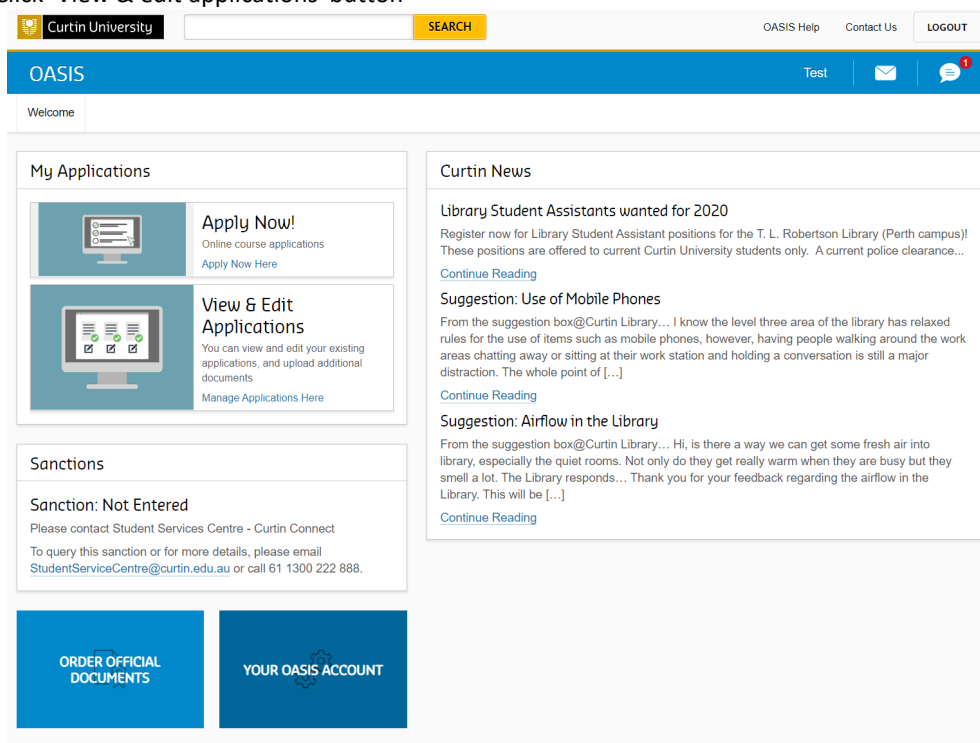 click 'View & edit applications' button
Curtin University
SEARCH
OASIS Help
Contact Us
LOGOUT
OASIS
Test
1
Welcome
My Applications
Apply Now!
Online course applications
Apply Now Here
View & Edit
Applications
You can view and edit your existing
applications, and upload additional
documents
Manage Applications Here
Sanctions
Sanction: Not Entered
Please contact Student Services Centre - Curtin Connect
To query this sanction or for more details, please email
StudentServiceCentre@curtin.edu.au or call 61 1300 222 888.
ORDER OFFICIAL
DOCUMENTS
YOUR OASIS ACCOUNT
Curtin News
Library Student Assistants wanted for 2020
Register now for Library Student Assistant positions for the T. L. Robertson Library (Perth campus)!
These positions are offered to current Curtin University students only. A current police clearance...
Continue Reading
Suggestion: Use of Mobile Phones
From the suggestion box@Curtin Library… I know the level three area of the library has relaxed
rules for the use of items such as mobile phones, however, having people walking around the work
areas chatting away or sitting at their work station and holding a conversation is still a major
distraction. The whole point of […]
Continue Reading
Suggestion: Airflow in the Library
From the suggestion box@Curtin Library… Hi, is there a way we can get some fresh air into
library, especially the quiet rooms. Not only do they get really warm when they are busy but they
smell a lot. The Library responds… Thank you for your feedback regarding the airflow in the
Library. This will be […]
Continue Reading